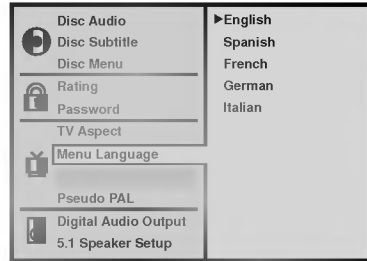 Disc Audio
Disc Subtitle
Disc Menu
Rating
Password
TV Aspect
Menu Language
Pseudo PAL
Digital Audio Output
5.1 Speaker Setup
▶English
Spanish
French
German
Italian